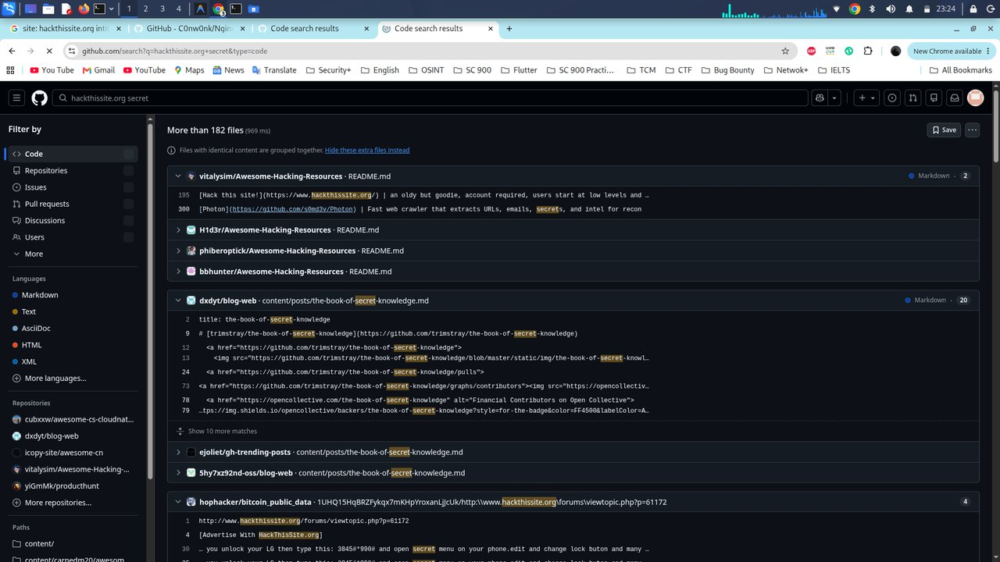 1 2 3 4 3 23:24
site: hackthissite.org inti
GitHub - C0nw0nk/Nginx
Code search results
Code search results
github.com/search?q=hackthissite.org+secret&type=code
ABP
New Chrome available
You Tube Gmail YouTube Maps News Translate Security+ English OSINT SC 900 Flutter SC 900 Practi... TCM CTF Bug Bounty Netwok+ IELTS All Bookmarks
hackthissite.org secret
Filter by
Code
Repositories
Issues
Pull requests
Discussions
Users
More
Languages
Markdown
Text
AsciiDoc
HTML
XML
More languages...
Repositories
cubxxw/awesome-cs-cloudnat...
dxdyt/blog-web
icopy-site/awesome-cn
vitalysim/Awesome-Hacking-...
yiGmMk/producthunt
More repositories...
Paths
content/
content/carpedm20/awesom
More than 182 files (969 ms)
Save
Files with identical content are grouped together. Hide these extra files instead
vitalysim/Awesome-Hacking-Resources · README.md
Markdown · 2
195 [Hack this site!](https://www.hackthissite.org/) | an oldy but goodie, account required, users start at low levels and …
300 [Photon](https://github.com/s0md3v/Photon) | Fast web crawler that extracts URLs, emails, secrets, and intel for recon
H1d3r/Awesome-Hacking-Resources · README.md
phiberoptick/Awesome-Hacking-Resources · README.md
bbhunter/Awesome-Hacking-Resources · README.md
dxdyt/blog-web · content/posts/the-book-of-secret-knowledge.md
Markdown · 20
2 title: the-book-of-secret-knowledge
9 # [trimstray/the-book-of-secret-knowledge](https://github.com/trimstray/the-book-of-secret-knowledge)
12 <a href="https://github.com/trimstray/the-book-of-secret-knowledge">
13 <img src="https://github.com/trimstray/the-book-of-secret-knowledge/blob/master/static/img/the-book-of-secret-knowl…
24 <a href="https://github.com/trimstray/the-book-of-secret-knowledge/pulls">
73 <a href="https://github.com/trimstray/the-book-of-secret-knowledge/graphs/contributors"><img src="https://opencollectiv…
78 <a href="https://opencollective.com/the-book-of-secret-knowledge" alt="Financial Contributors on Open Collective">
79 …tps://img.shields.io/opencollective/backers/the-book-of-secret-knowledge?style=for-the-badge&color=FF4500&labelColor=A…
Show 10 more matches
ejoliet/gh-trending-posts · content/posts/the-book-of-secret-knowledge.md
5hy7xz92nd-oss/blog-web · content/posts/the-book-of-secret-knowledge.md
hophacker/bitcoin_public_data · 1UHQ15HqBRZFykqx7mKHpYroxanLjJcUk/http:\\www.hackthissite.org\forums\viewtopic.php?p=61172
4
1 http://www.hackthissite.org/forums/viewtopic.php?p=61172
4 [Advertise With HackThisSite.org]
30 … you unlock your LG then type this: 3845#*990# and open secret menu on your phone.edit and change lock buton and many …